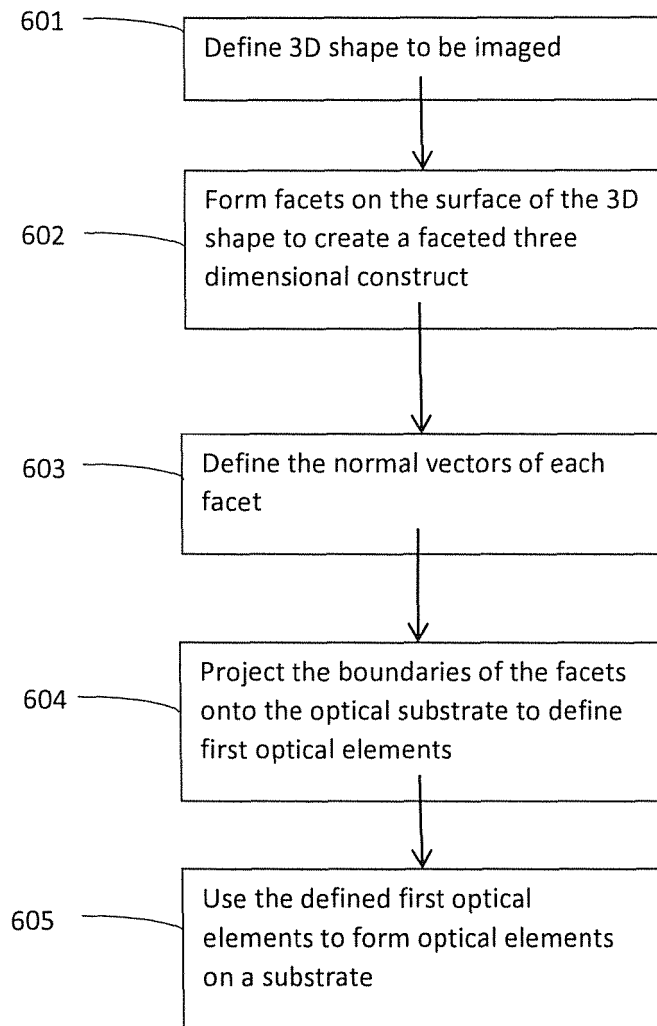 601
Define 3D shape to be imaged
602
Form facets on the surface of the 3D
shape to create a faceted three
dimensional construct
603
Define the normal vectors of each
facet
604
Project the boundaries of the facets
onto the optical substrate to define
first optical elements
605
Use the defined first optical
elements to form optical elements
on a substrate